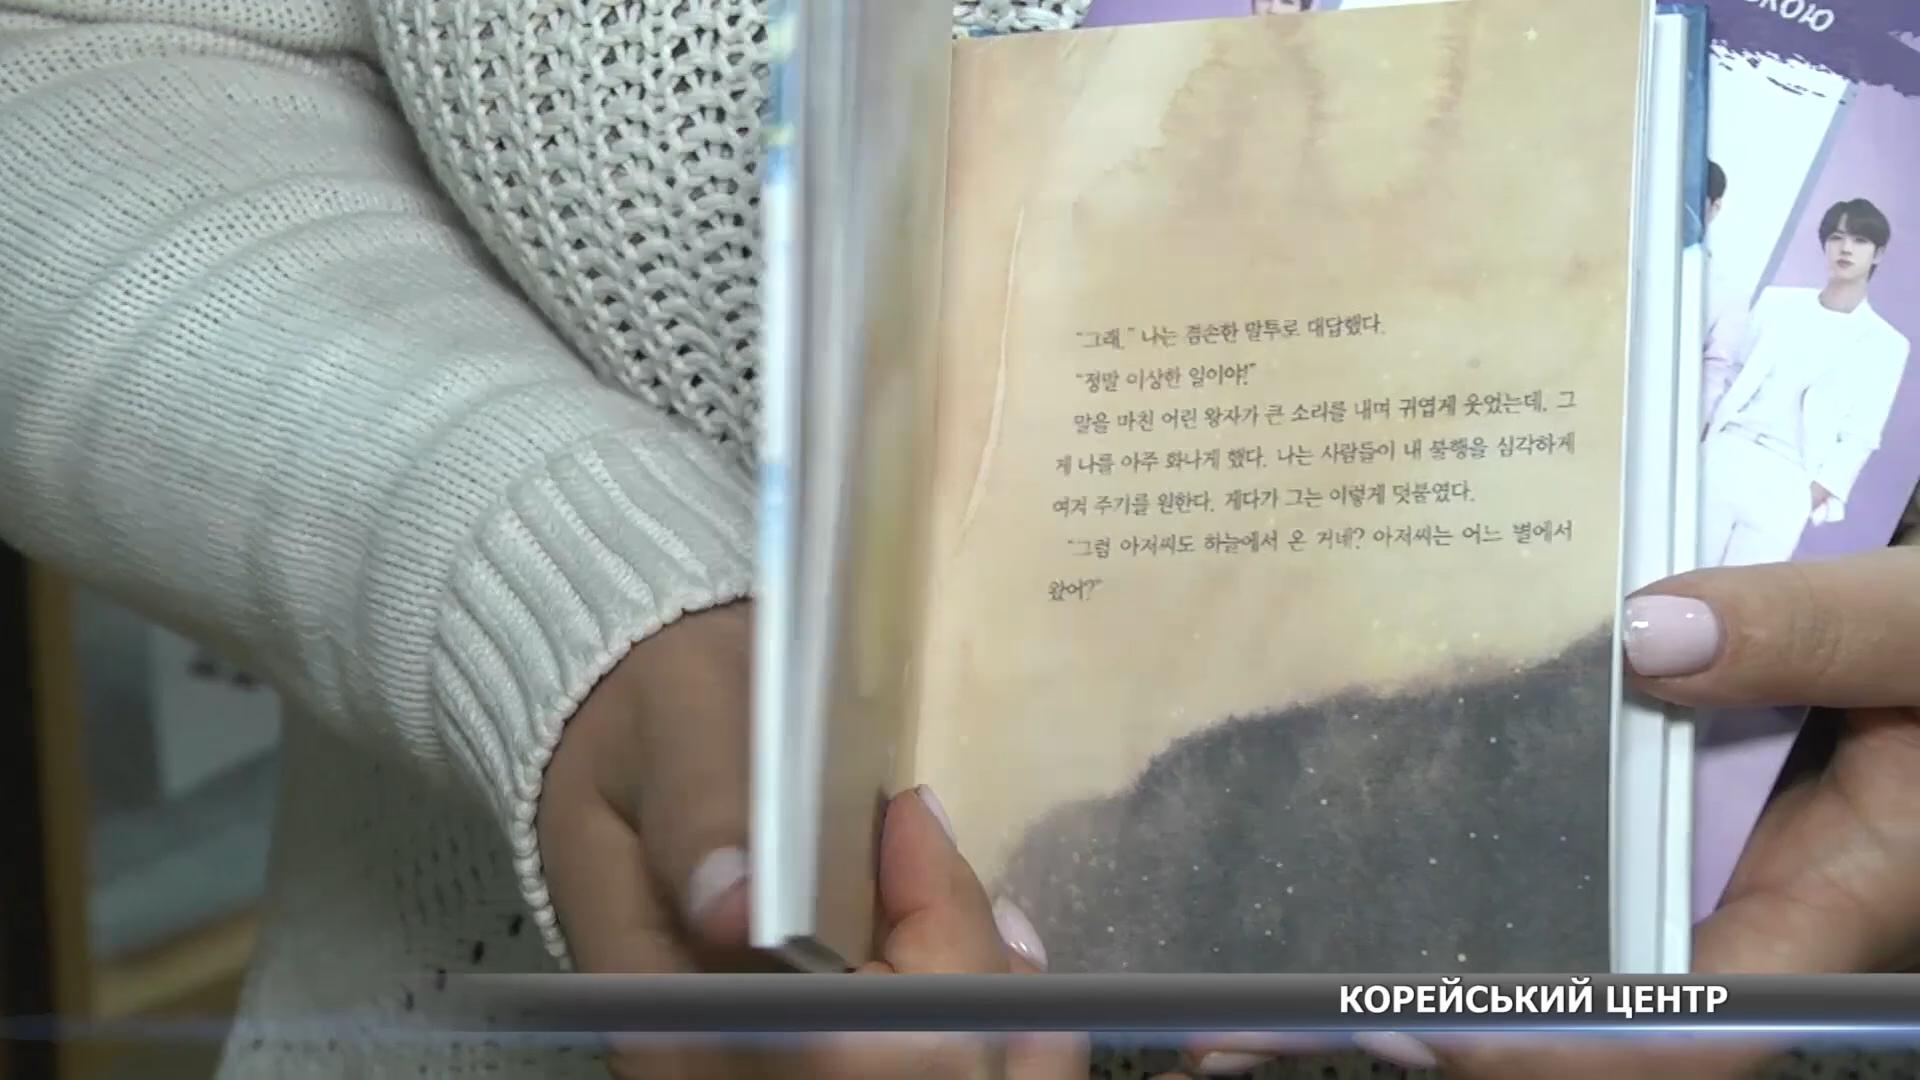 СКОЮ
“그래.” 나는 겸손한 말투로 대답했다.
“정말 이상한 일이야!”
말을 마친 어린 왕자가 큰 소리를 내며 귀엽게 웃었는데, 그
게 나를 아주 화나게 했다. 나는 사람들이 내 불행을 심각하게
여겨 주기를 원한다. 게다가 그는 이렇게 덧붙였다.
“그럼 아저씨도 하늘에서 온 거네? 아저씨는 어느 별에서
왔어?”
КОРЕЙСЬКИЙ ЦЕНТР